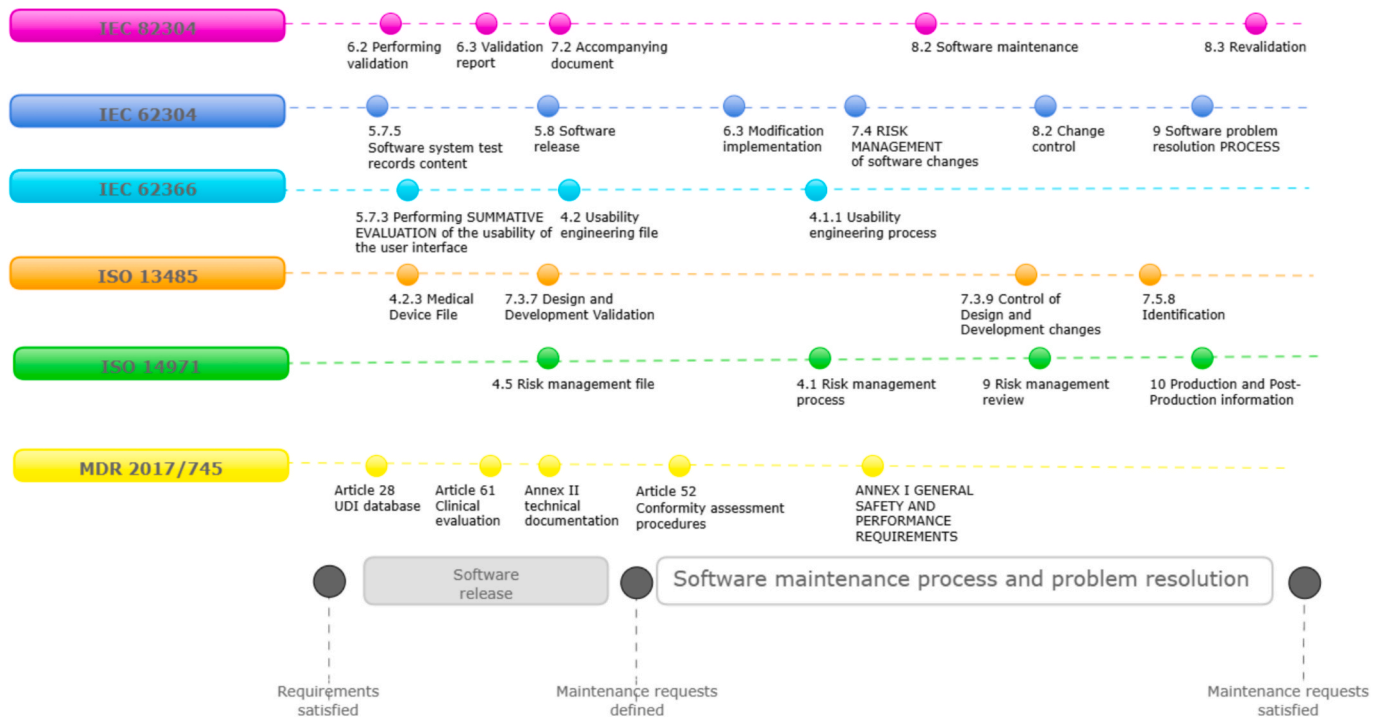 IEC 82304
6.2 Performing
validation
6.3 Validation
report
7.2 Accompanying
document
8.2 Software maintenance
8.3 Revalidation
IEC 62304
5.7.5
Software system test
records content
5.8 Software
release
6.3 Modification
implementation
7.4 RISK
MANAGEMENT
of software changes
8.2 Change
control
9 Software problem
resolution PROCESS
IEC 62366
5.7.3 Performing SUMMATIVE
EVALUATION of the usability of
the user interface
4.2 Usability
engineering file
4.1.1 Usability
engineering process
ISO 13485
4.2.3 Medical
Device File
7.3.7 Design and
Development Validation
7.3.9 Control of
Design and
Development changes
7.5.8
Identification
ISO 14971
4.5 Risk management file
4.1 Risk management
process
9 Risk management
review
10 Production and Post-
Production information
MDR 2017/745
Article 28
UDI database
Article 61
Clinical
evaluation
Annex II
technical
documentation
Article 52
Conformity assessment
procedures
ANNEX I GENERAL
SAFETY AND
PERFORMANCE
REQUIREMENTS
Software
release
Software maintenance process and problem resolution
Requirements
satisfied
Maintenance requests
defined
Maintenance requests
satisfied